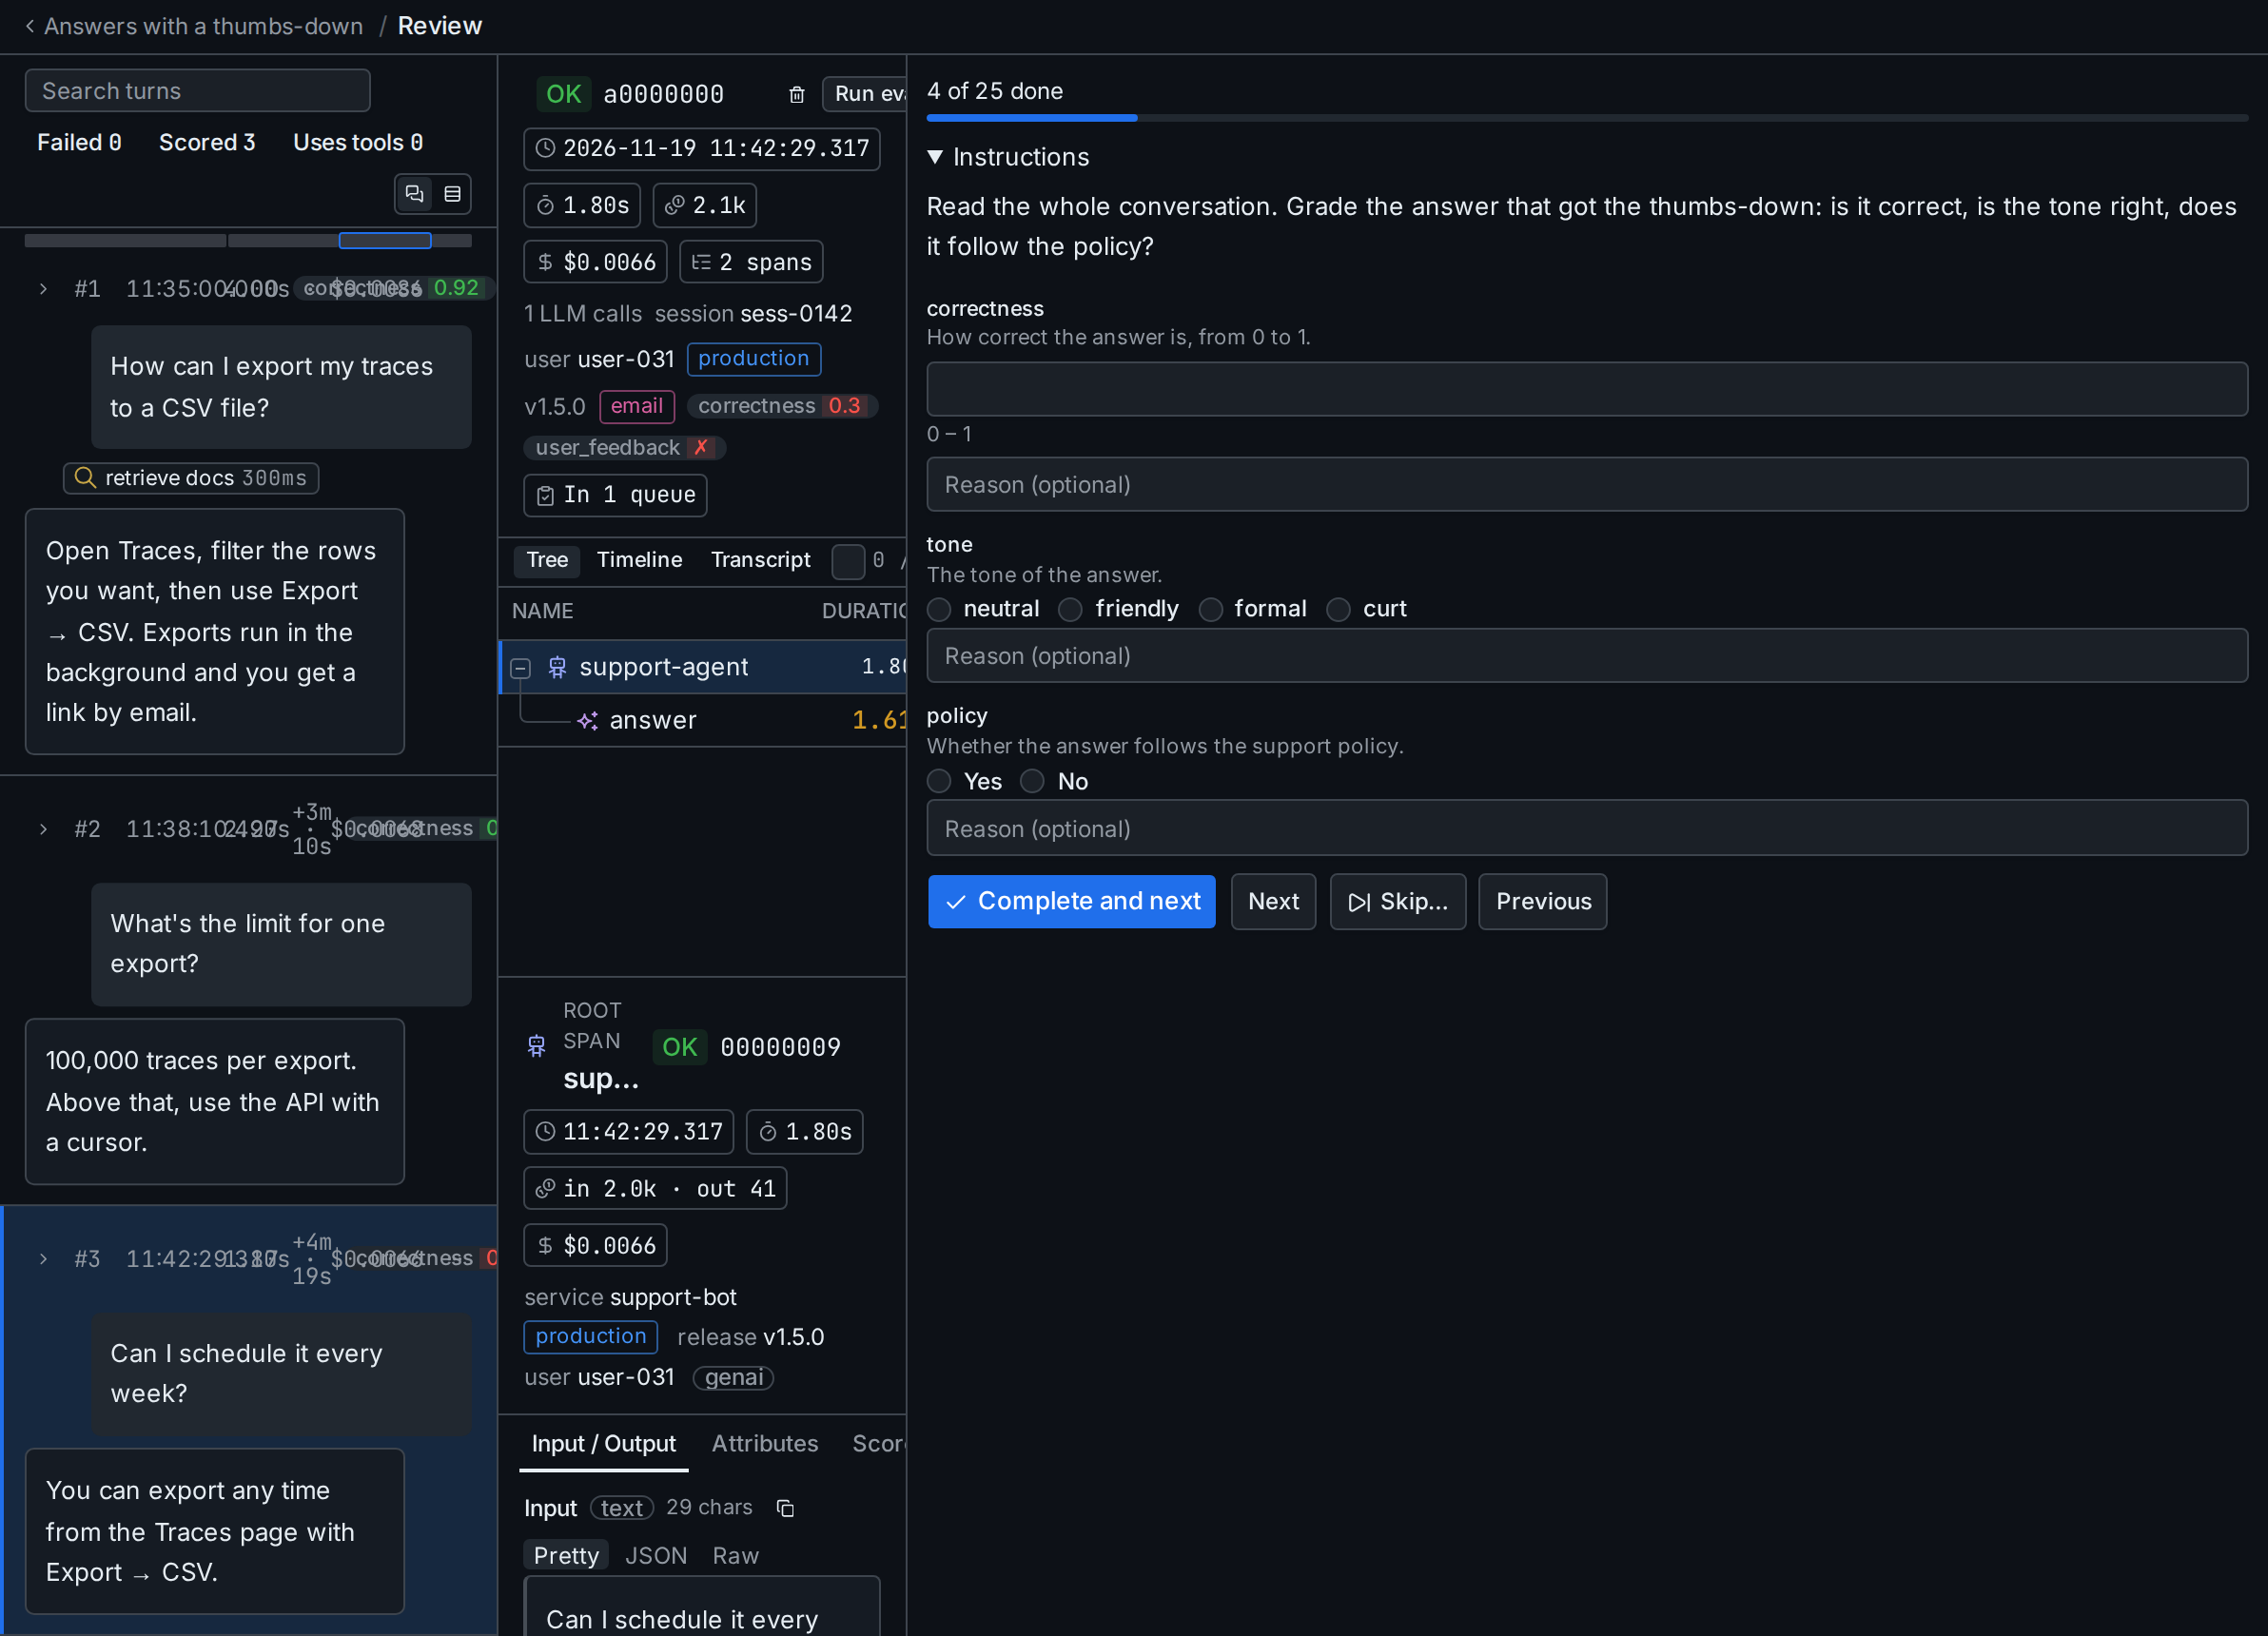 Answers with a thumbs-down / Review
Search turns
Failed 0 Scored 3 Uses tools 0
#1 11:35:00.000 0.92
How can I export my traces
to a CSV file?
retrieve docs 300ms
Open Traces, filter the rows
you want, then use Export
→ CSV. Exports run in the
background and you get a
link by email.
#2 +3m
10s
What's the limit for one
export?
100,000 traces per export.
Above that, use the API with
a cursor.
#3 +4m
19s
Can I schedule it every
week?
You can export any time
from the Traces page with
Export → CSV.
OK a0000000 Run
2026-11-19 11:42:29.317
1.80s 2.1k
$0.0066 2 spans
1 LLM calls session sess-0142
user user-031 production
v1.5.0 email correctness 0.3
user_feedback ✗
In 1 queue
Tree Timeline Transcript 0 /
NAME
support-agent
answer
ROOT
SPAN
sup...
OK 00000009
11:42:29.317 1.80s
in 2.0k · out 41
$0.0066
service support-bot
production release v1.5.0
user user-031 genai
Input / Output Attributes
Input text 29 chars
Pretty JSON Raw
Can I schedule it every
4 of 25 done
Instructions
Read the whole conversation. Grade the answer that got the thumbs-down: is it correct, is the tone right, does
it follow the policy?
correctness
How correct the answer is, from 0 to 1.
0 – 1
Reason (optional)
tone
The tone of the answer.
neutral friendly formal curt
Reason (optional)
policy
Whether the answer follows the support policy.
Yes No
Reason (optional)
Complete and next Next Skip... Previous